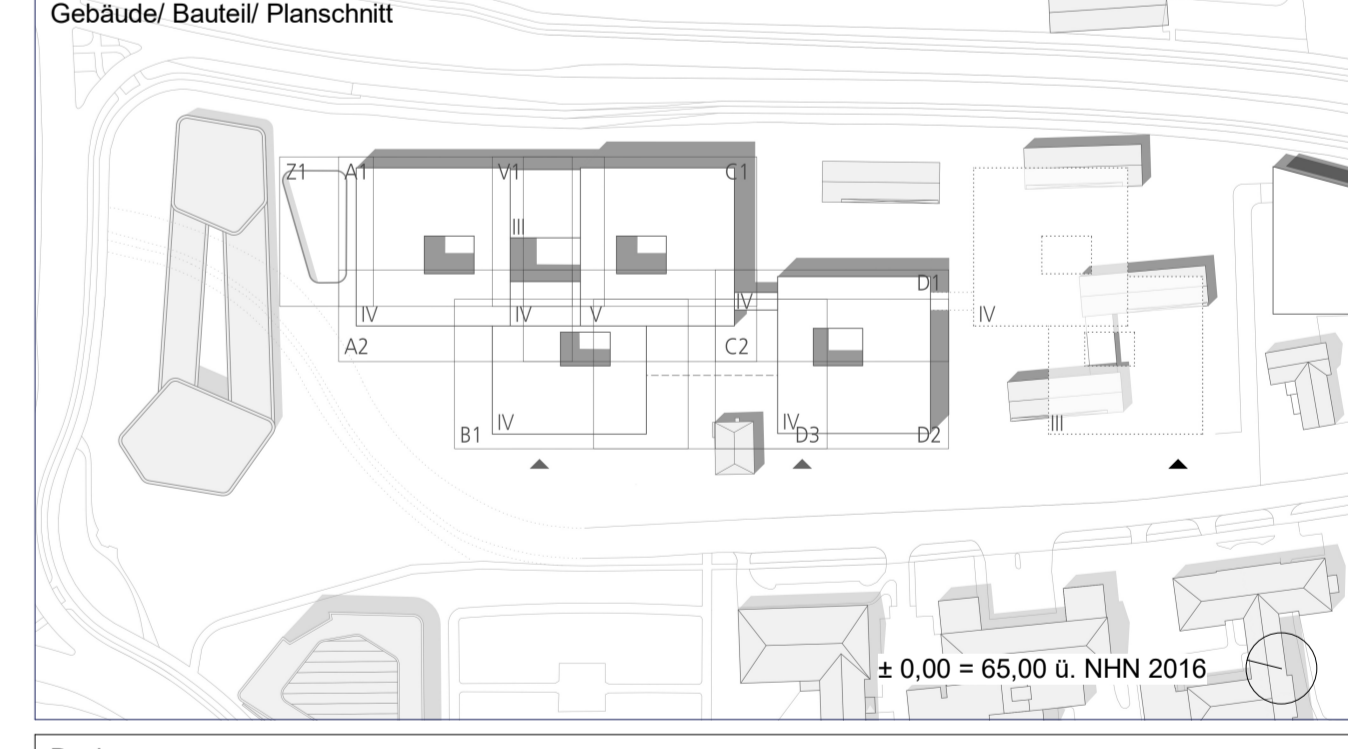 Gebäude/ Bauteil/ Planschnitt
Z1 A1 V1 C1
III
D1
IV
IV IV V IV
A2 C2
IV IV III
B1 D3 D2
± 0,00 = 65,00 ü. NHN 2016